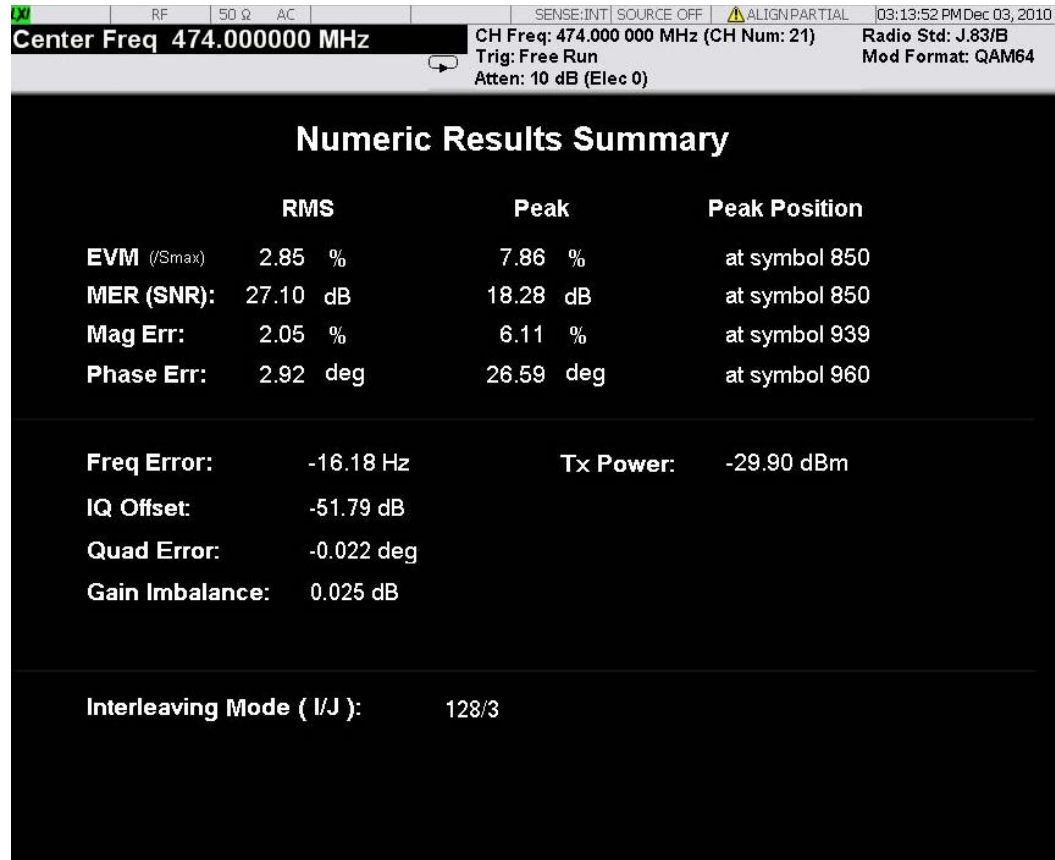 LXI RF 50 Ω AC SENSE:INT SOURCE OFF ALIGN PARTIAL 03:13:52 PM Dec 03, 2010
Center Freq 474.000000 MHz
CH Freq: 474.000 000 MHz (CH Num: 21) Radio Std: J.83/B
Trig: Free Run Mod Format: QAM64
Atten: 10 dB (Elec 0)
Numeric Results Summary
RMS Peak Peak Position
EVM (/Smax) 2.85 % 7.86 % at symbol 850
MER (SNR): 27.10 dB 18.28 dB at symbol 850
Mag Err: 2.05 % 6.11 % at symbol 939
Phase Err: 2.92 deg 26.59 deg at symbol 960
Freq Error: -16.18 Hz Tx Power: -29.90 dBm
IQ Offset: -51.79 dB
Quad Error: -0.022 deg
Gain Imbalance: 0.025 dB
Interleaving Mode ( I/J ): 128/3